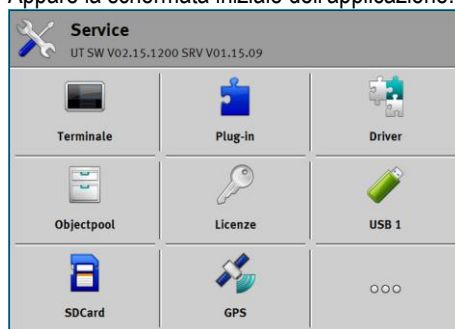 Appare la schermata iniziale dell'applicazione:
Service
UT SW V02.15.1200 SRV V01.15.09
Terminale
Plug-in
Driver
Objectpool
Licenze
USB 1
SDCard
GPS